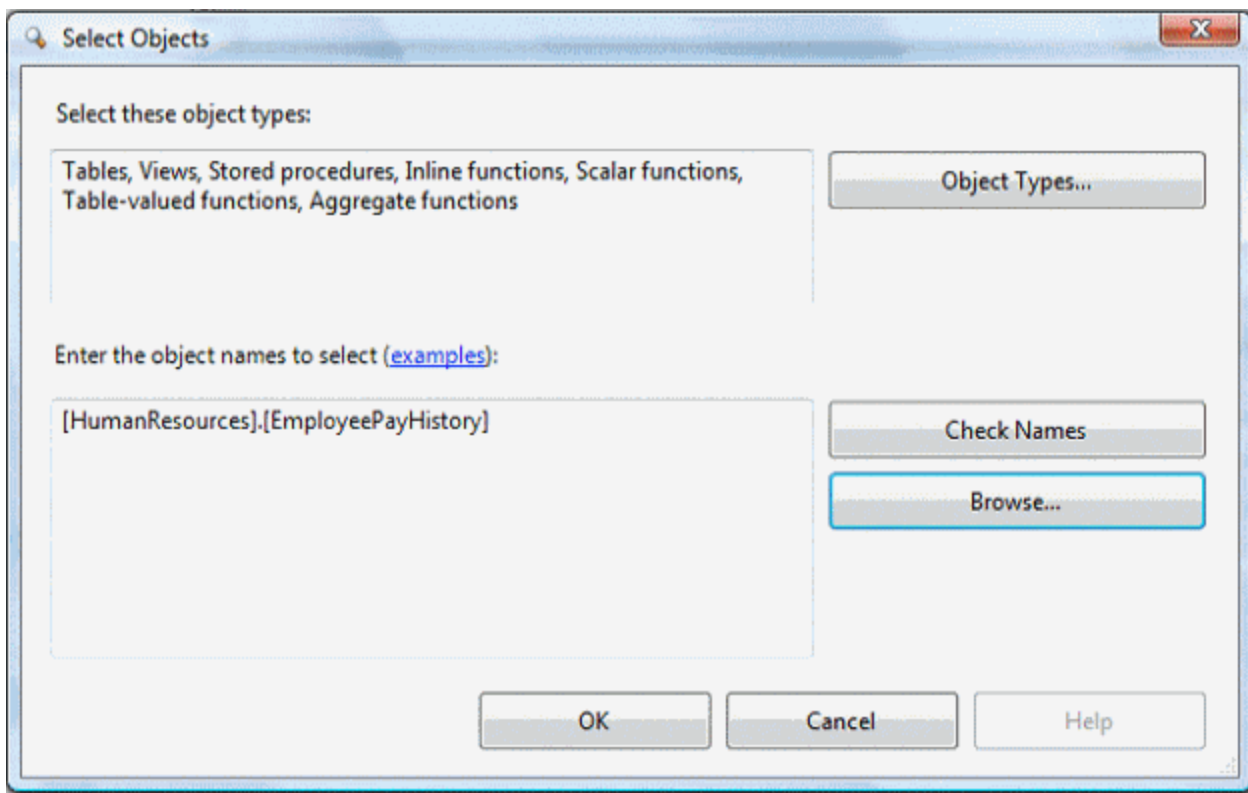 Select Objects
Select these object types:
Tables, Views, Stored procedures, Inline functions, Scalar functions,
Table-valued functions, Aggregate functions
Object Types...
Enter the object names to select (examples):
[HumanResources].[EmployeePayHistory]
Check Names
Browse...
OK
Cancel
Help